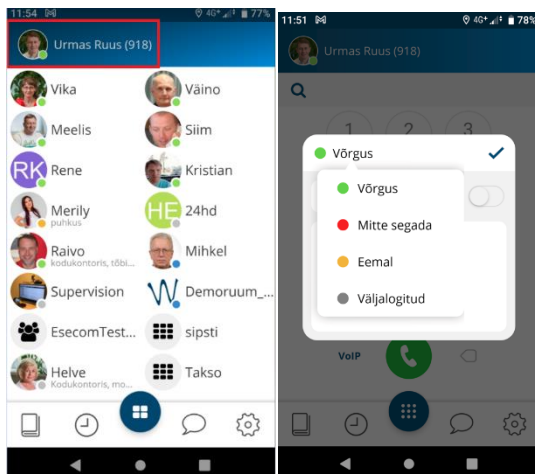 11:54 4G+ 77%
Urmas Ruus (918)
Vika Väino
Meelis Siim
RK Rene Kristian
Merily HE 24hd
puhkus
Raivo Mihkel
kodukontoris, tõbi...
Supervision Demoruum_...
EsecomTest... sipsti
Helve Takso
Kodukontoris, mo...
11:51 4G+ 78%
Urmas Ruus (918)
1 2 3
Võrgus
Võrgus
Mitte segada
Eemal
Väljalogitud
VoIP